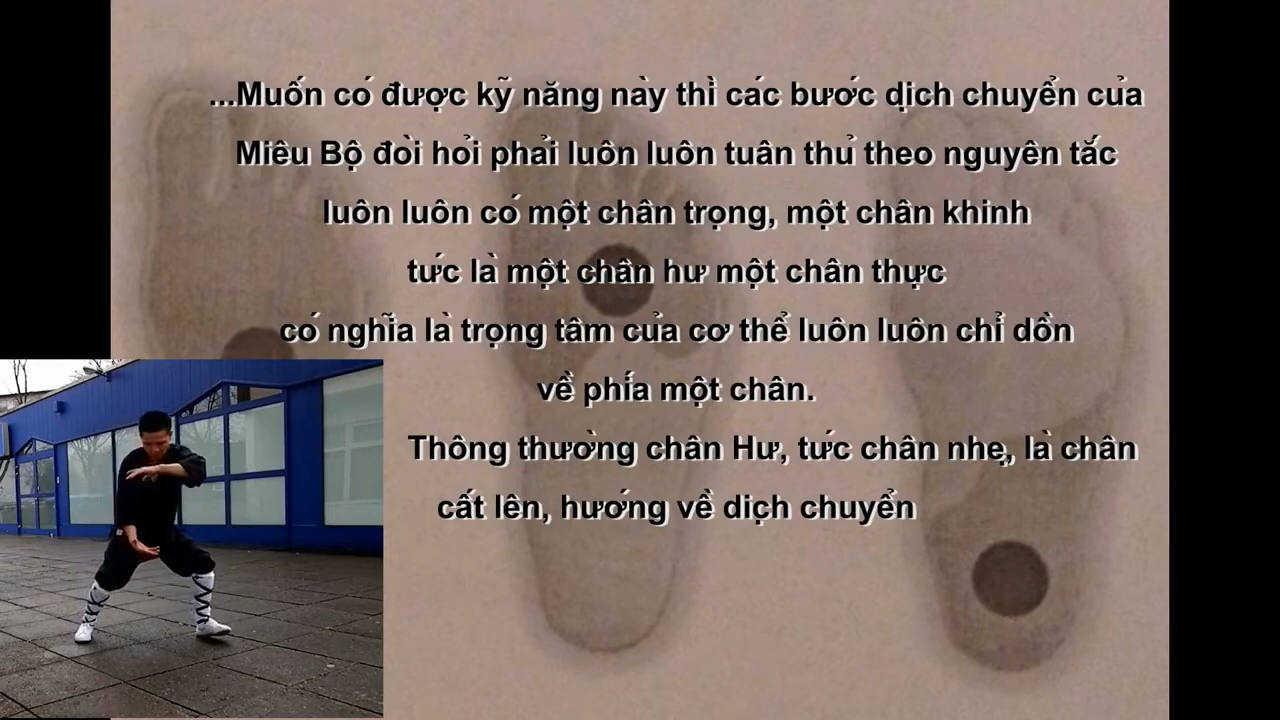 ...Muốn có được kỹ năng này thì các bước dịch chuyển của
Miêu Bộ đòi hỏi phải luôn luôn tuân thủ theo nguyên tắc
luôn luôn có một chân trọng, một chân khinh
tức là một chân hư một chân thực
có nghĩa là trọng tâm của cơ thể luôn luôn chỉ dồn
về phía một chân.
Thông thường chân Hư, tức chân nhẹ, là chân
cất lên, hướng về dịch chuyển